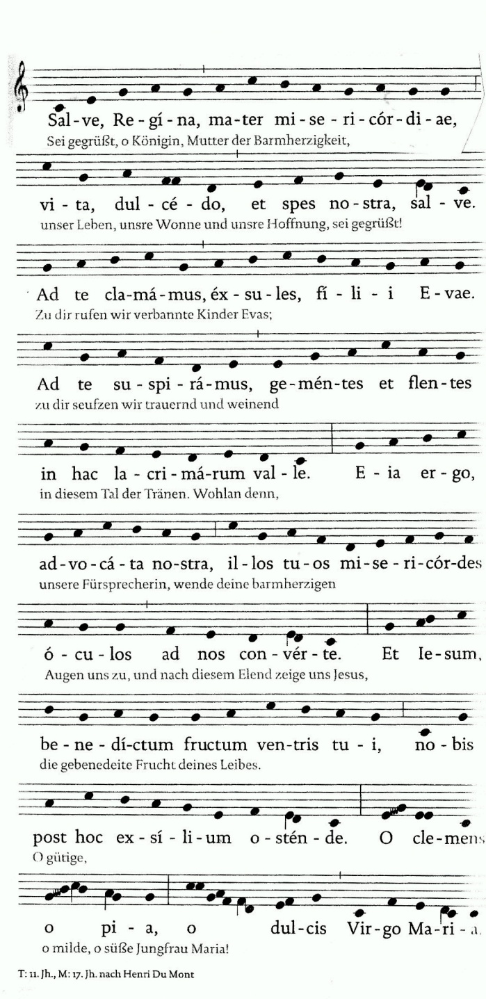 Sal-ve, Re-gí-na, ma-ter mi-se-ri-cór-di-ae,
Sei gegrüßt, o Königin, Mutter der Barmherzigkeit,
vi-ta, dul-cé-do, et spes no-stra, sal-ve.
unser Leben, unsre Wonne und unsre Hoffnung, sei gegrüßt!
Ad te cla-má-mus, éx-su-les, fí-li-i E-vae.
Zu dir rufen wir verbannte Kinder Evas;
Ad te su-spi-rá-mus, ge-mén-tes et flen-tes
zu dir seufzen wir trauernd und weinend
in hac la-cri-má-rum val-le. E-ia er-go,
in diesem Tal der Tränen. Wohlan denn,
ad-vo-cá-ta no-stra, il-los tu-os mi-se-ri-cór-des
unsere Fürsprecherin, wende deine barmherzigen
ó-cu-los ad nos con-vér-te. Et Ie-sum,
Augen uns zu, und nach diesem Elend zeige uns Jesus,
be-ne-dí-ctum fructum ven-tris tu-i, no-bis
die gebenedeite Frucht deines Leibes.
post hoc ex-sí-li-um o-stén-de. O cle-mens
O gütige,
o pi-a, o dul-cis Vir-go Ma-ri-a.
o milde, o süße Jungfrau Maria!
T: 11. Jh., M: 17. Jh. nach Henri Du Mont